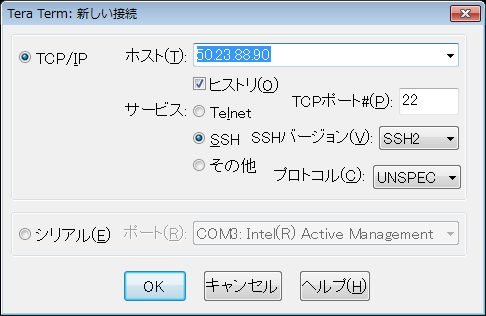 Tera Term: 新しい接続
TCP/IP ホスト(T): 50.23.88.90
ヒストリ(O)
サービス: Telnet TCPポート#(P): 22
SSH SSHバージョン(V): SSH2
その他 プロトコル(C): UNSPEC
シリアル(E) ポート(R): COM3: Intel(R) Active Management
OK キャンセル ヘルプ(H)